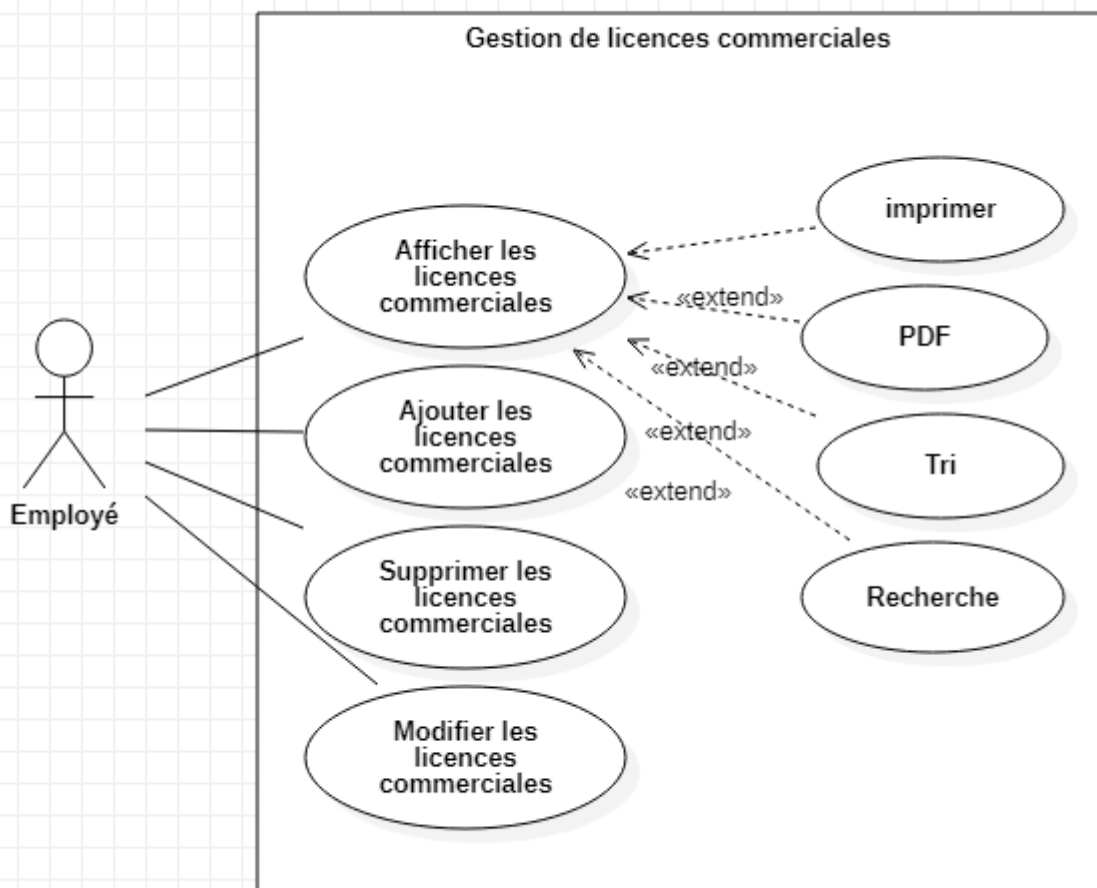 Gestion de licences commerciales
imprimer
Afficher les
licences
commerciales
«extend»
PDF
«extend»
Ajouter les
licences
commerciales
«extend»
Tri
«extend»
Employé
Supprimer les
licences
commerciales
Recherche
Modifier les
licences
commerciales